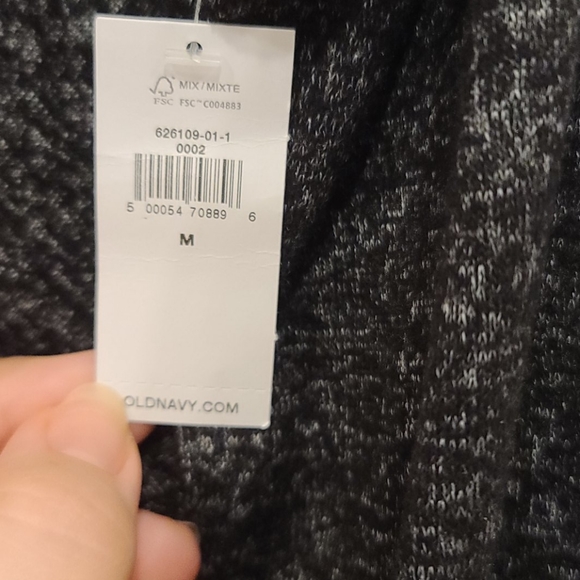 MIX / MIXTE
FSC FSC™ C004883
626109-01-1
0002
5 00054 70889 6
M
OLDNAVY.COM